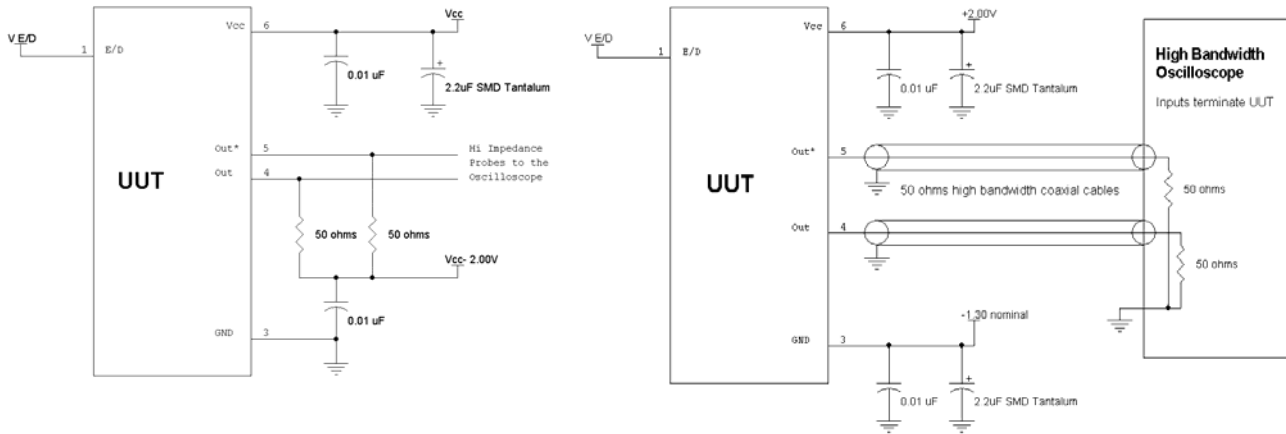 Vcc
V E/D
1
E/D
Vcc
6
0.01 uF
2.2uF SMD Tantalum
+
Out*
5
Hi Impedance
Probes to the
Oscilloscope
Out
4
UUT
50 ohms
50 ohms
Vcc- 2.00V
0.01 uF
GND
3
+2.00V
V E/D
1
E/D
Vcc
6
0.01 uF
2.2uF SMD Tantalum
+
High Bandwidth
Oscilloscope
Inputs terminate UUT
Out*
5
UUT
50 ohms high bandwidth coaxial cables
50 ohms
Out
4
50 ohms
-1.30 nominal
GND
3
0.01 uF
2.2uF SMD Tantalum
+